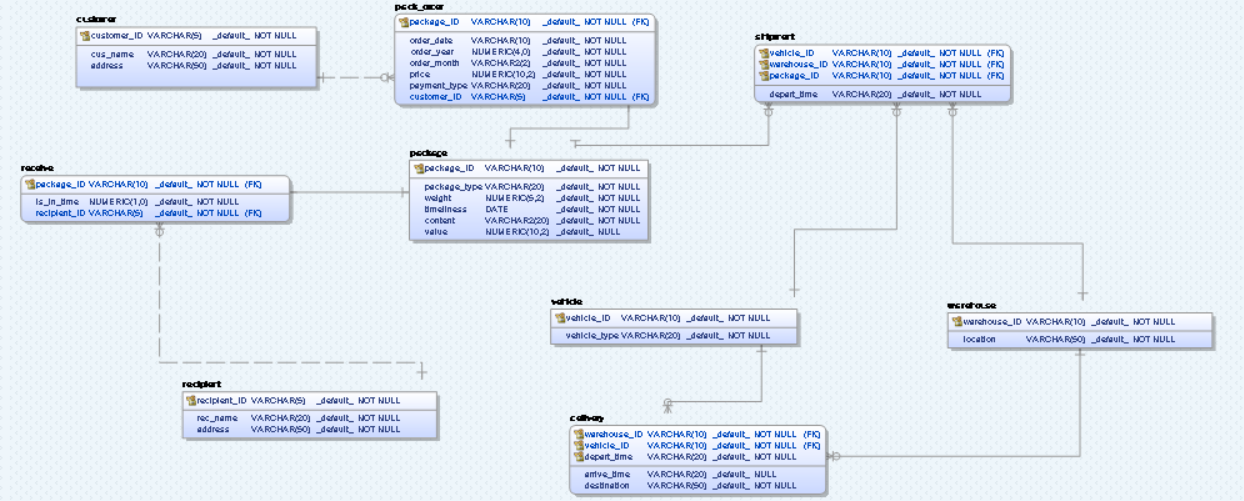 customer
customer_ID VARCHAR(5) _default_ NOT NULL
cus_name VARCHAR(20) _default_ NOT NULL
address VARCHAR(50) _default_ NOT NULL
pack_order
package_ID VARCHAR(10) _default_ NOT NULL (FK)
order_date VARCHAR(10) _default_ NOT NULL
order_year NUMERIC(4,0) _default_ NOT NULL
order_month VARCHAR2(2) _default_ NOT NULL
price NUMERIC(10,2) _default_ NOT NULL
payment_type VARCHAR(20) _default_ NOT NULL
customer_ID VARCHAR(5) _default_ NOT NULL (FK)
shipment
vehicle_ID VARCHAR(10) _default_ NOT NULL (FK)
warehouse_ID VARCHAR(10) _default_ NOT NULL (FK)
package_ID VARCHAR(10) _default_ NOT NULL (FK)
depart_time VARCHAR(20) _default_ NOT NULL
receive
package_ID VARCHAR(10) _default_ NOT NULL (FK)
is_in_time NUMERIC(1,0) _default_ NOT NULL
recipient_ID VARCHAR(5) _default_ NOT NULL (FK)
package
package_ID VARCHAR(10) _default_ NOT NULL
package_type VARCHAR(20) _default_ NOT NULL
weight NUMERIC(5,2) _default_ NOT NULL
timeliness DATE _default_ NOT NULL
content VARCHAR2(20) _default_ NOT NULL
value NUMERIC(10,2) _default_ NULL
vehicle
vehicle_ID VARCHAR(10) _default_ NOT NULL
vehicle_type VARCHAR(20) _default_ NOT NULL
warehouse
warehouse_ID VARCHAR(10) _default_ NOT NULL
location VARCHAR(50) _default_ NOT NULL
recipient
recipient_ID VARCHAR(5) _default_ NOT NULL
rec_name VARCHAR(20) _default_ NOT NULL
address VARCHAR(50) _default_ NOT NULL
delivery
warehouse_ID VARCHAR(10) _default_ NOT NULL (FK)
vehicle_ID VARCHAR(10) _default_ NOT NULL (FK)
depart_time VARCHAR(20) _default_ NOT NULL
arrive_time VARCHAR(20) _default_ NULL
destination VARCHAR(50) _default_ NOT NULL